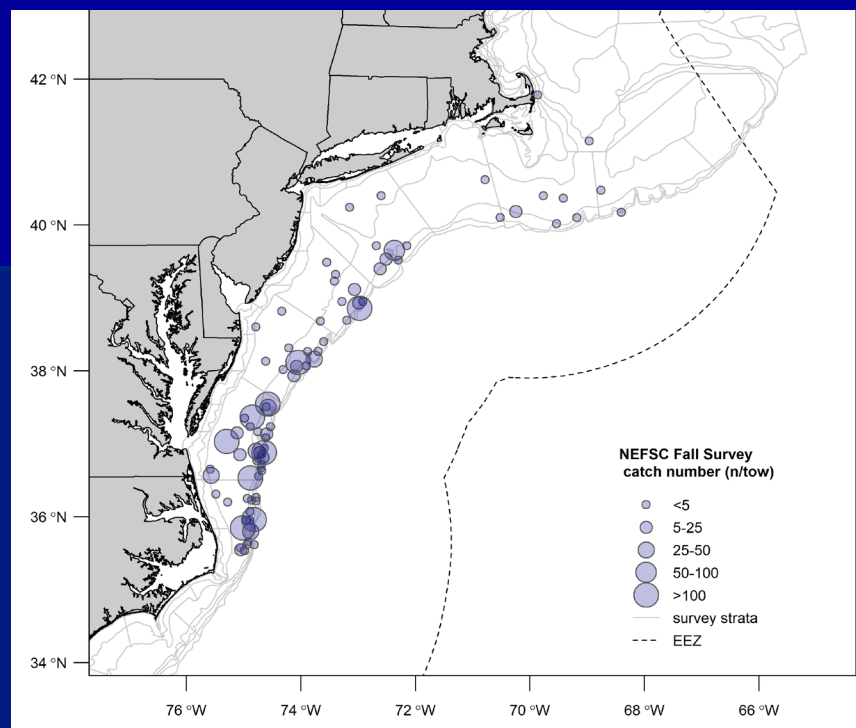 42 °N
40 °N
38 °N
36 °N
34 °N
NEFSC Fall Survey
catch number (n/tow)
<5
5-25
25-50
50-100
>100
survey strata
EEZ
76 °W
74 °W
72 °W
70 °W
68 °W
66 °W